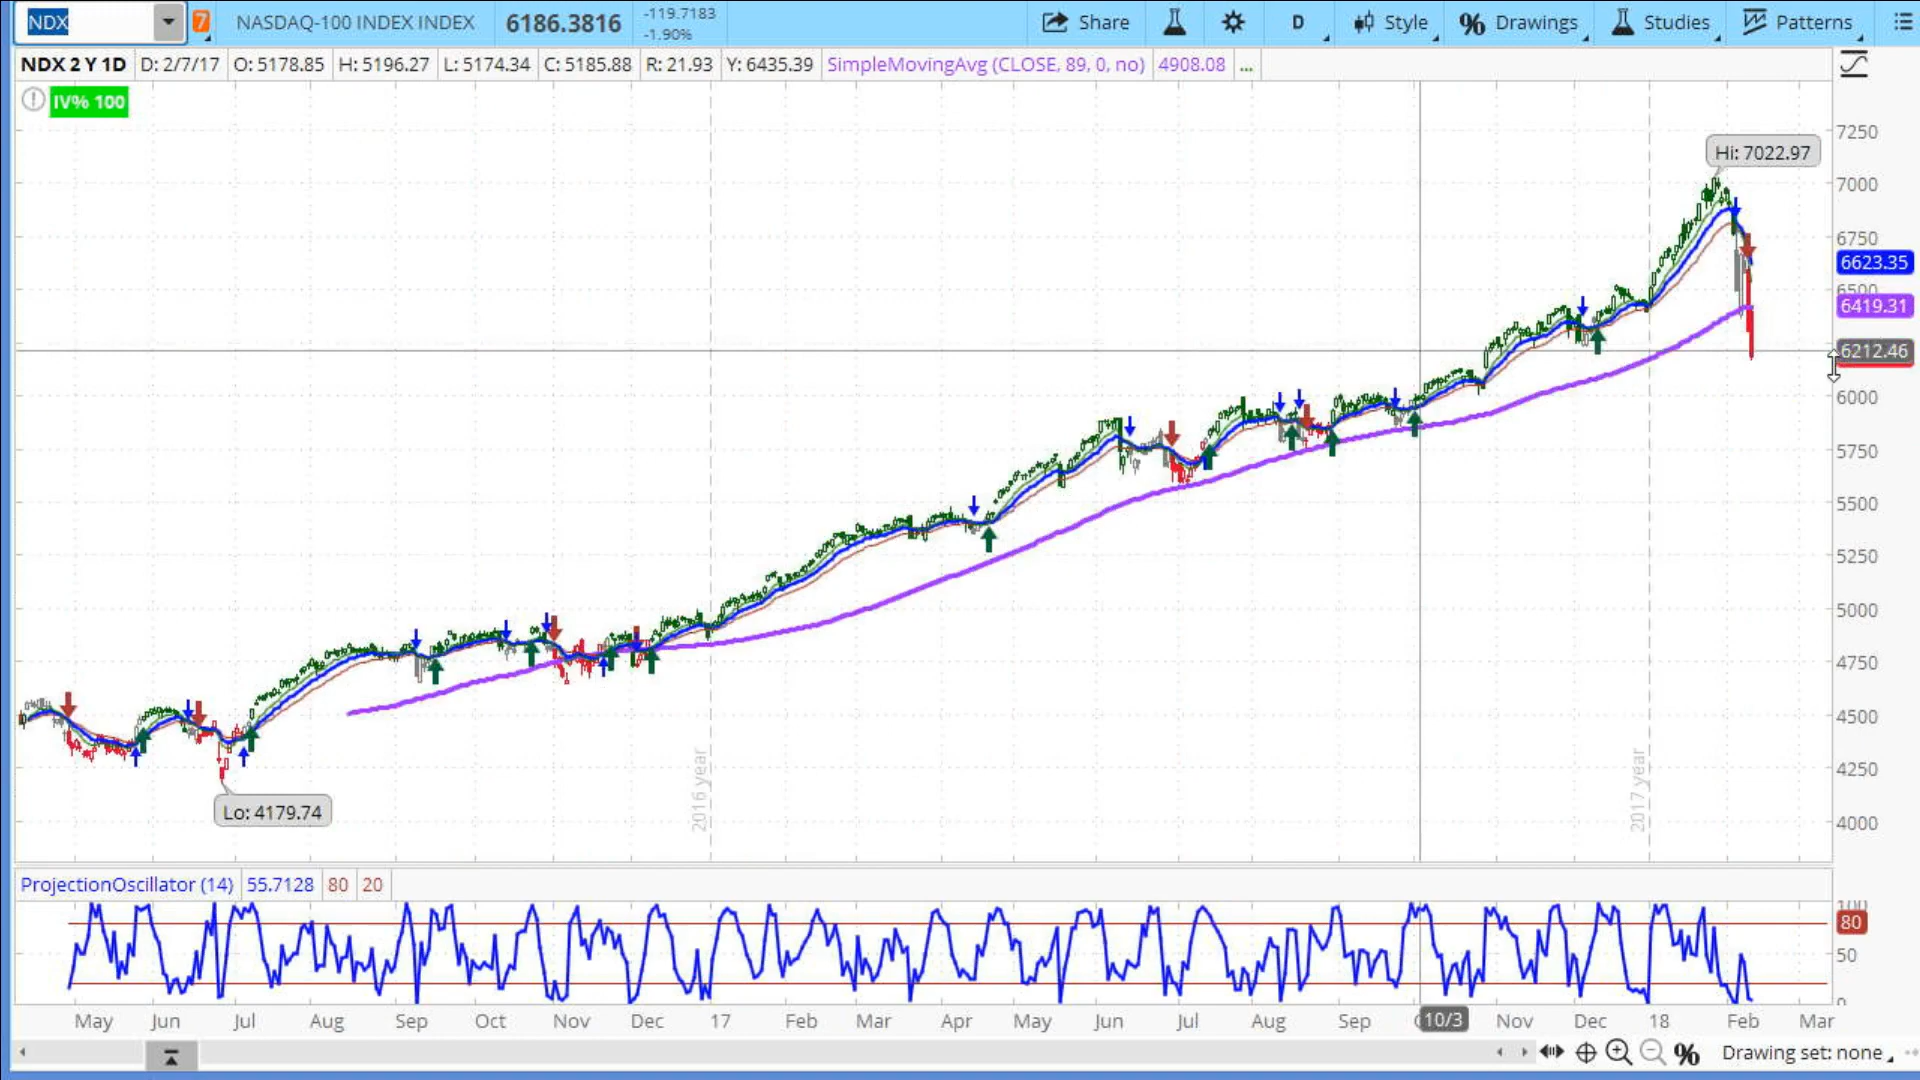 NDX 7 NASDAQ-100 INDEX INDEX 6186.3816 -119.7183 -1.90% Share D Style Drawings Studies Patterns
NDX 2 Y 1D D: 2/7/17 O: 5178.85 H: 5196.27 L: 5174.34 C: 5185.88 R: 21.93 Y: 6435.39 SimpleMovingAvg (CLOSE, 89, 0, no) 4908.08 ...
IV% 100
7250
Hi: 7022.97
7000
6750
6623.35
6500
6419.31
6212.46
6000
5750
5500
5250
5000
4750
4500
4250
Lo: 4179.74
4000
2016 year
2017 year
ProjectionOscillator (14) 55.7128 80 20
100
80
50
0
May Jun Jul Aug Sep Oct Nov Dec 17 Feb Mar Apr May Jun Jul Aug Sep 10/3 Nov Dec 18 Feb Mar
Drawing set: none